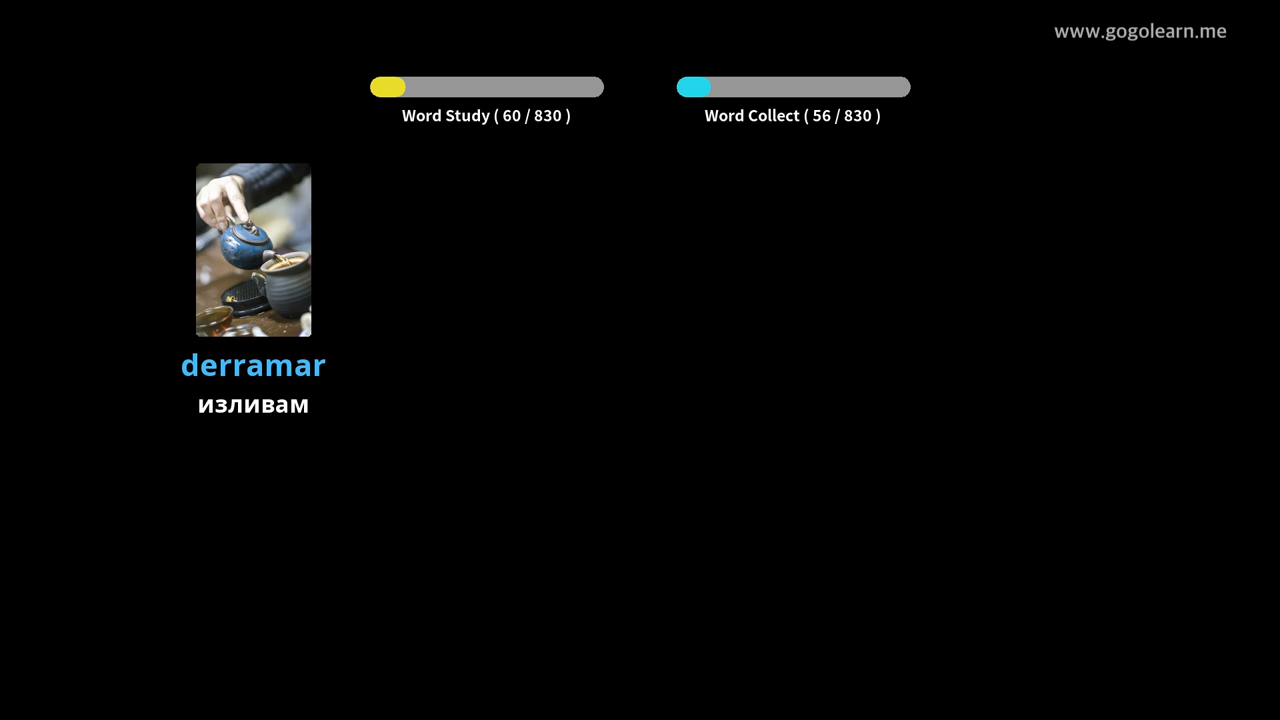 www.gogolearn.me
Word Study ( 60 / 830 )
Word Collect ( 56 / 830 )
derramar
изливам